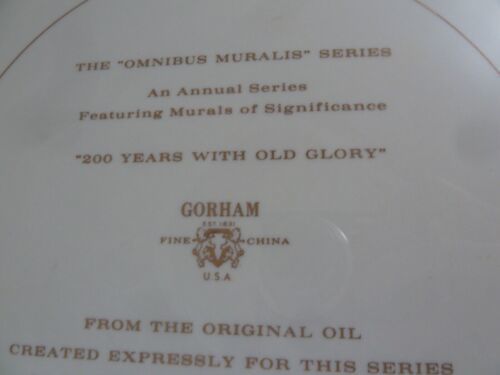 THE "OMNIBUS MURALIS" SERIES
An Annual Series
Featuring Murals of Significance
"200 YEARS WITH OLD GLORY"
GORHAM
EST. 1831
FINE CHINA
U.S.A.
FROM THE ORIGINAL OIL
CREATED EXPRESSLY FOR THIS SERIES